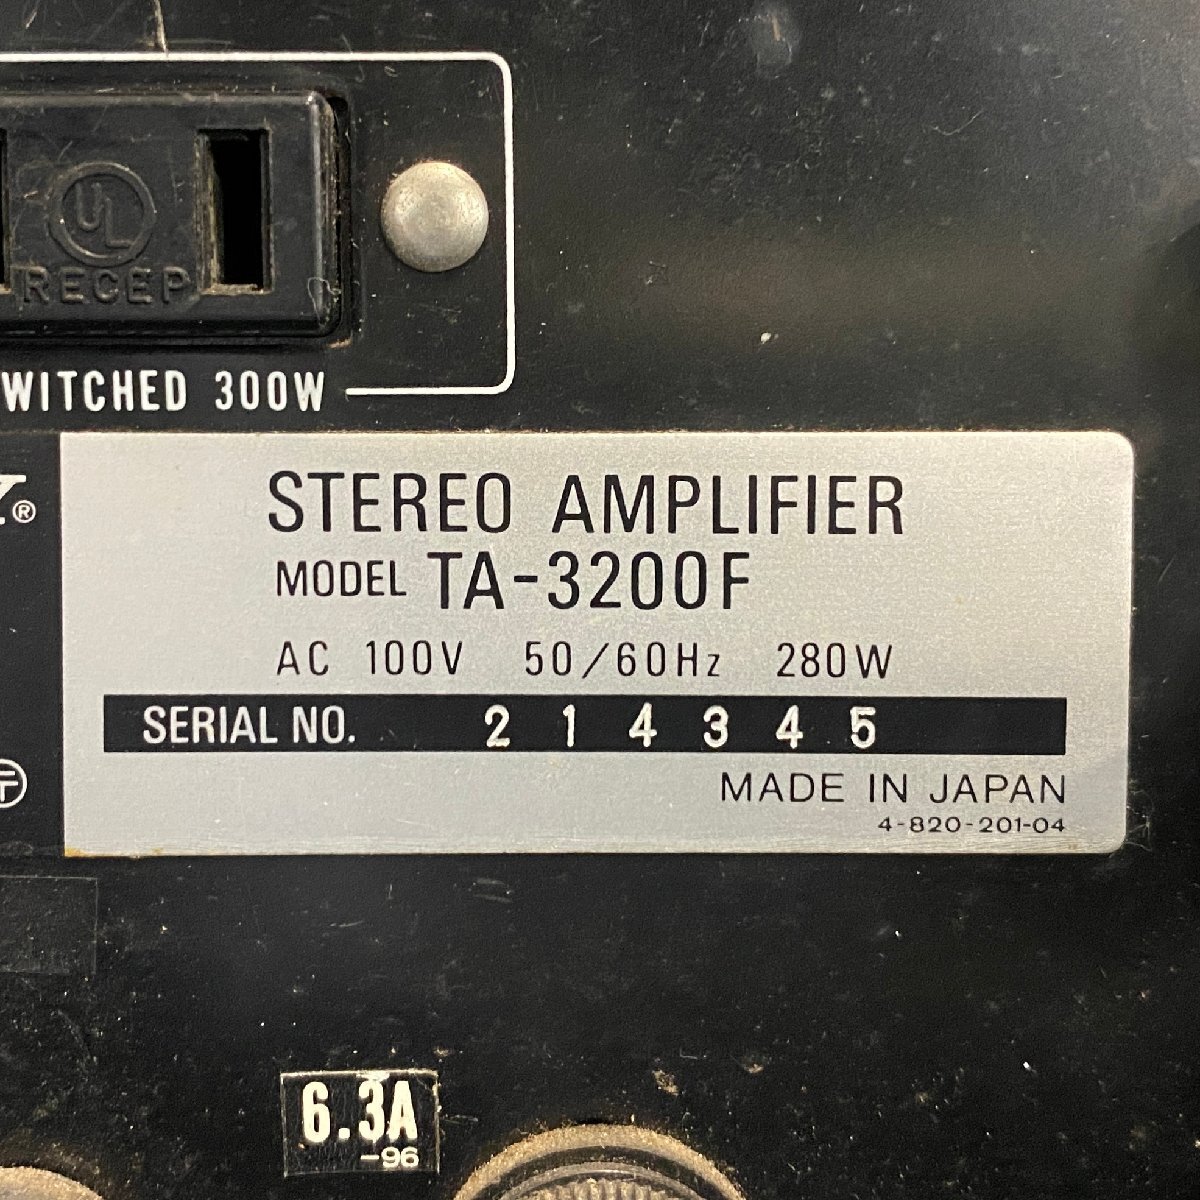 UL
RECEP
WITCHED 300W
Y®
STEREO AMPLIFIER
MODEL TA-3200F
AC 100V 50/60Hz 280W
SERIAL NO. 2 1 4 3 4 5
MADE IN JAPAN
4-820-201-04
6.3A
-96